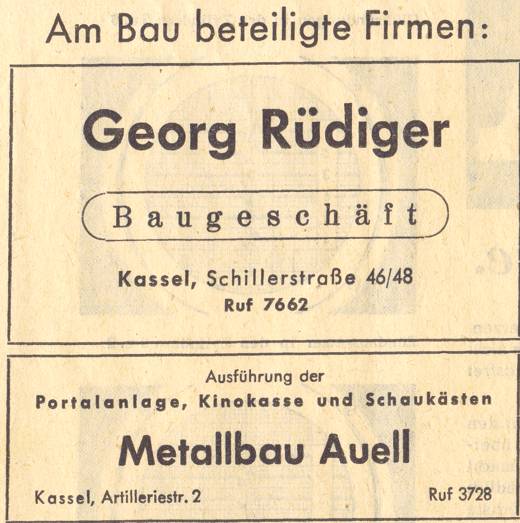 Am Bau beteiligte Firmen:
Georg Rüdiger
Baugeschäft
Kassel, Schillerstraße 46/48
Ruf 7662
Ausführung der
Portalanlage, Kinokasse und Schaukästen
Metallbau Auell
Kassel, Artilleriestr. 2 Ruf 3728